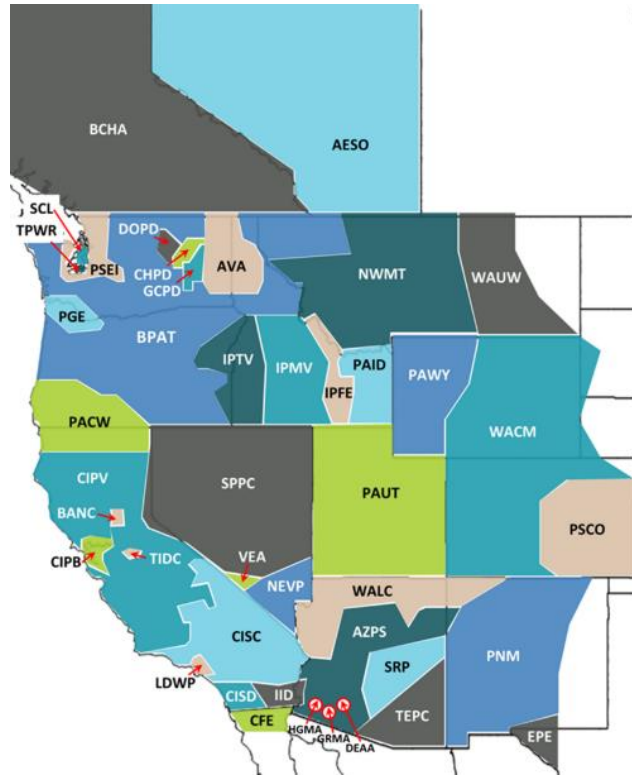 BCHA
AESO
SCL
TPWR
DOPD
PSEI
CHPD
GCPD
AVA
NWMT
WAUW
PGE
BPAT
IPTV
IPMV
IPFE
PAID
PAWY
PACW
WACM
CIPV
SPPC
PAUT
BANC
PSCO
CIPB
TIDC
VEA
NEVP
WALC
CISC
AZPS
SRP
PNM
LDWP
CISD
IID
TEPC
CFE
HGMA
GRMA
DEAA
EPE